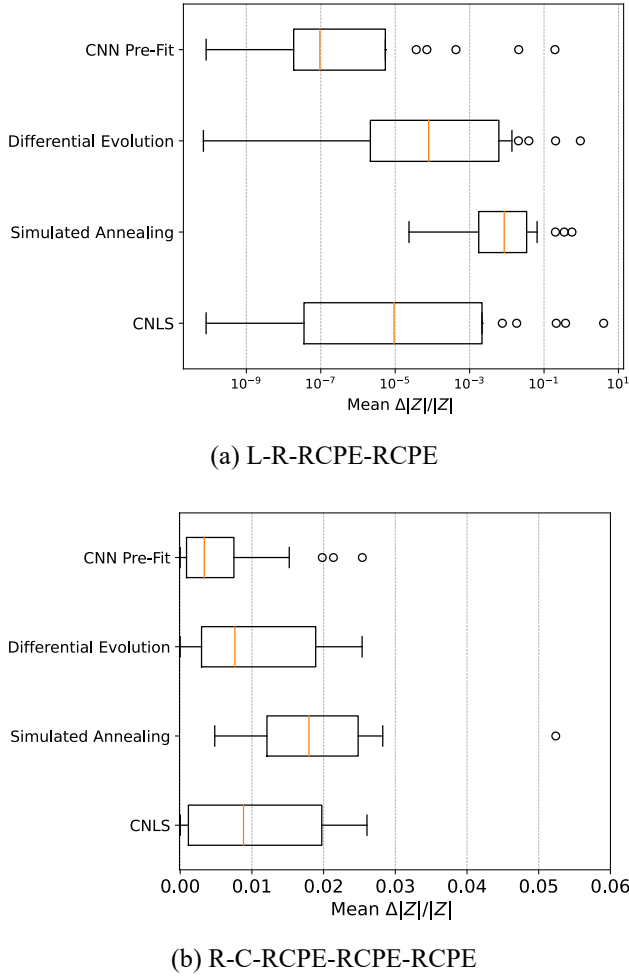 CNN Pre-Fit
Differential Evolution
Simulated Annealing
CNLS
10⁻⁹ 10⁻⁷ 10⁻⁵ 10⁻³ 10⁻¹ 10¹
Mean Δ|Z|/|Z|
(a) L-R-RCPE-RCPE
CNN Pre-Fit
Differential Evolution
Simulated Annealing
CNLS
0.00 0.01 0.02 0.03 0.04 0.05 0.06
Mean Δ|Z|/|Z|
(b) R-C-RCPE-RCPE-RCPE